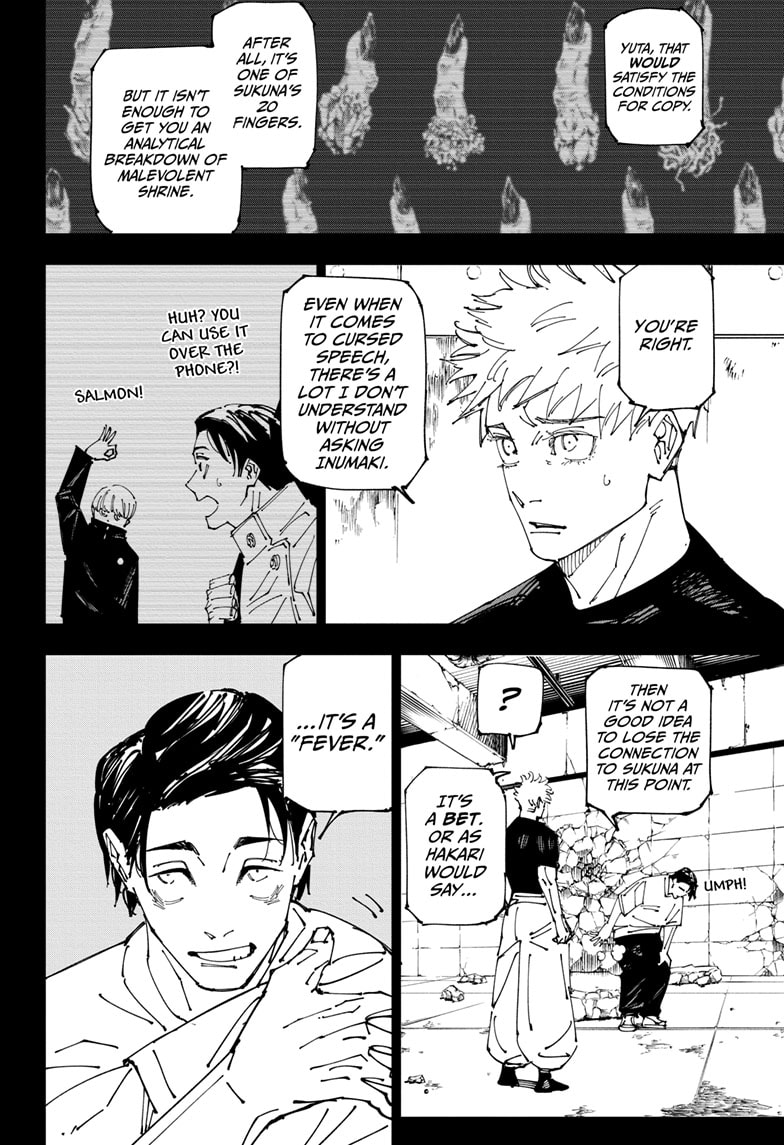 YUTA, THAT
WOULD
SATISFY THE
CONDITIONS
FOR COPY.
AFTER
ALL, IT'S
ONE OF
SUKUNA'S
20
FINGERS.
BUT IT ISN'T
ENOUGH TO
GET YOU AN
ANALYTICAL
BREAKDOWN OF
MALEVOLENT
SHRINE.
YOU'RE
RIGHT.
EVEN WHEN
IT COMES
TO CURSED
SPEECH,
THERE'S A
LOT I DON'T
UNDERSTAND
WITHOUT
ASKING
INUMAKI.
HUH? YOU
CAN USE IT
OVER THE
PHONE?!
SALMON!
THEN
IT'S NOT A
GOOD IDEA
TO LOSE THE
CONNECTION
TO SUKUNA AT
THIS POINT.
?
UMPH!
IT'S
A BET.
OR AS
HAKARI
WOULD
SAY...
...IT'S A
"FEVER."